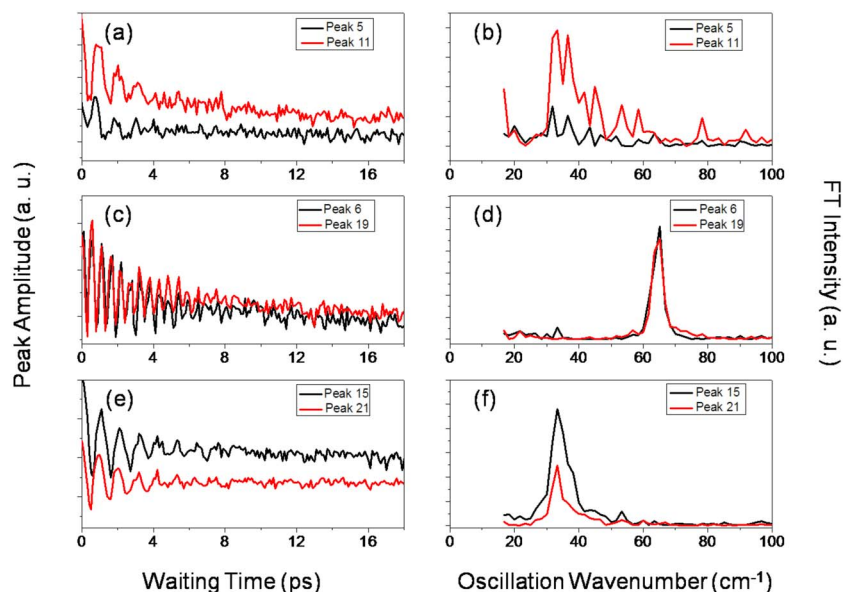 (a)
Peak 5
Peak 11
0 4 8 12 16
(b)
Peak 5
Peak 11
0 20 40 60 80 100
(c)
Peak 6
Peak 19
0 4 8 12 16
(d)
Peak 6
Peak 19
0 20 40 60 80 100
(e)
Peak 15
Peak 21
0 4 8 12 16
(f)
Peak 15
Peak 21
0 20 40 60 80 100
Peak Amplitude (a. u.)
FT Intensity (a. u.)
Waiting Time (ps)
Oscillation Wavenumber (cm⁻¹)